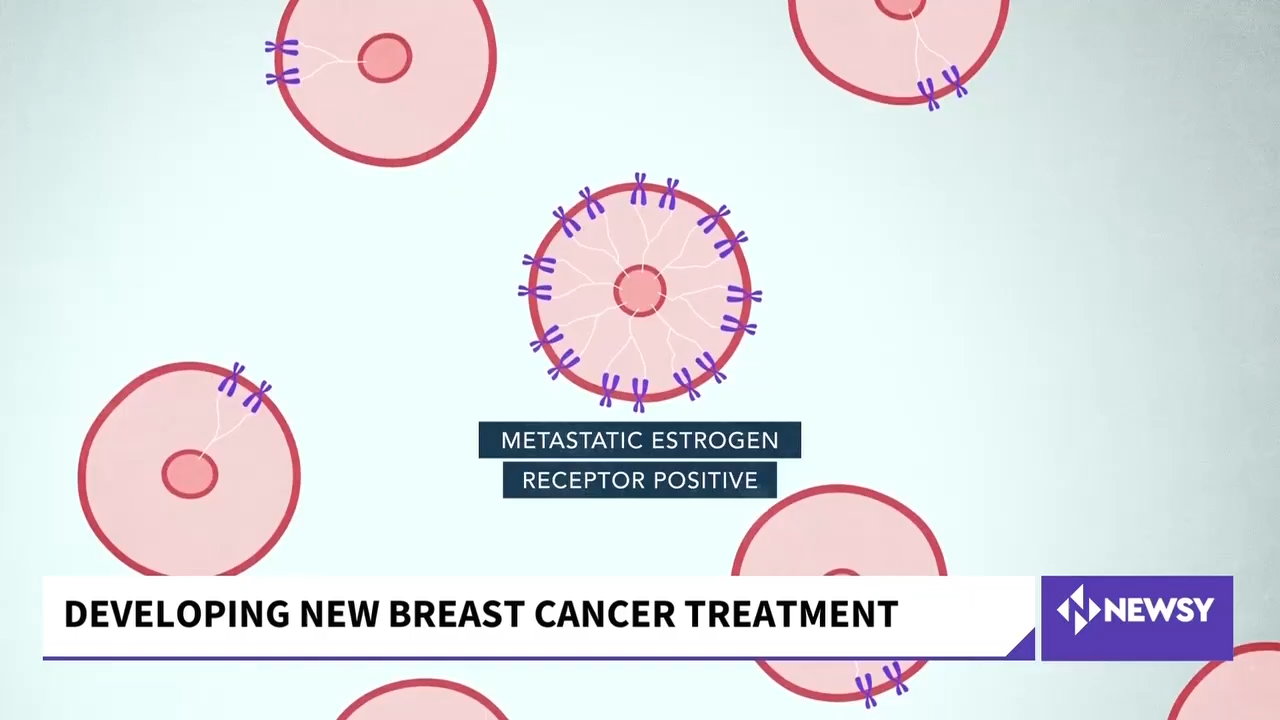 METASTATIC ESTROGEN
RECEPTOR POSITIVE
DEVELOPING NEW BREAST CANCER TREATMENT
NEWSY